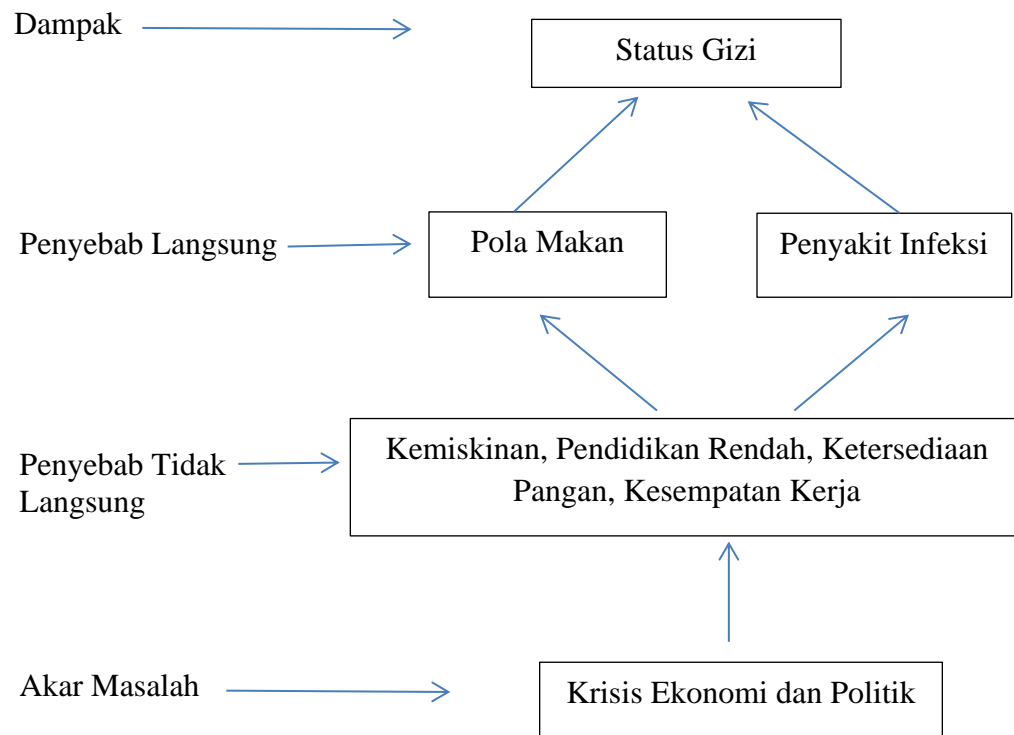 Dampak
Status Gizi
Penyebab Langsung
Pola Makan
Penyakit Infeksi
Penyebab Tidak
Langsung
Kemiskinan, Pendidikan Rendah, Ketersediaan
Pangan, Kesempatan Kerja
Akar Masalah
Krisis Ekonomi dan Politik